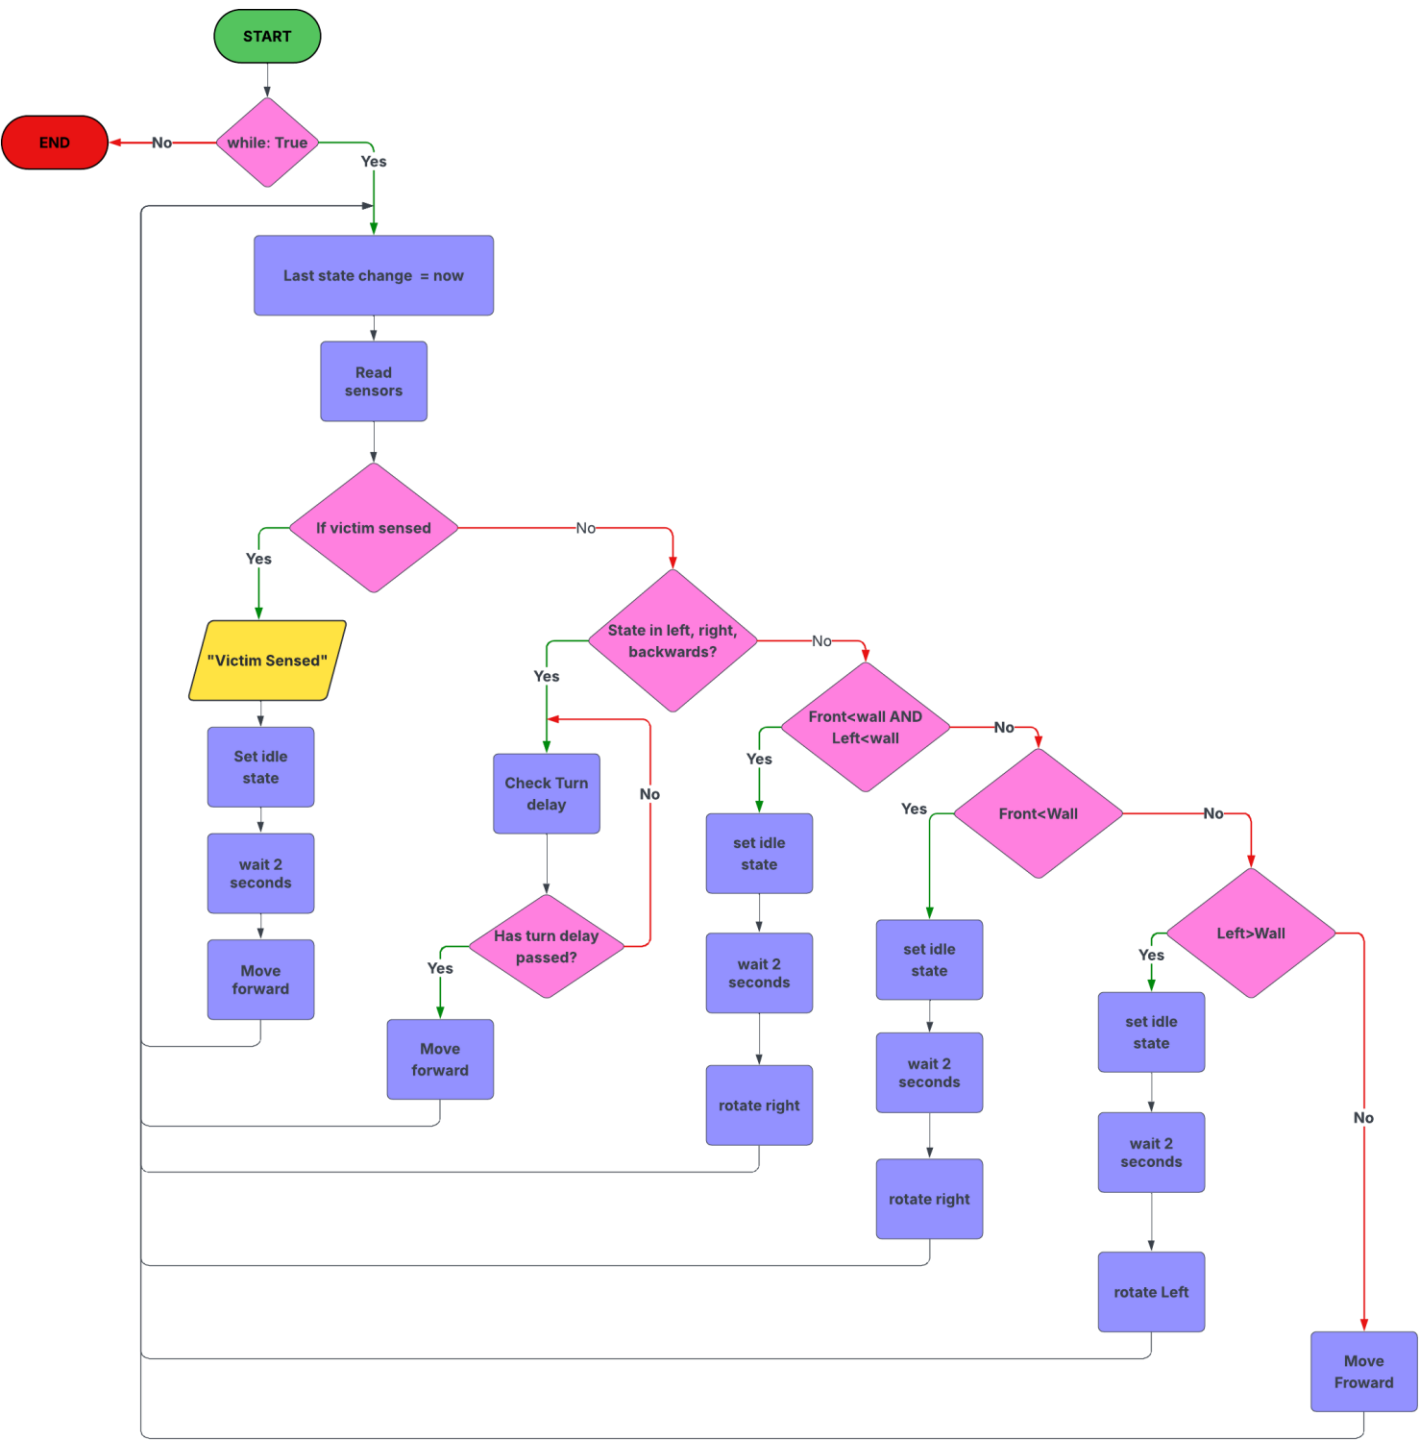 START
while: True
No
END
Yes
Last state change  = now
Read
sensors
If victim sensed
Yes
No
"Victim Sensed"
Set idle
state
wait 2
seconds
Move
forward
State in left, right,
backwards?
Yes
No
Check Turn
delay
No
Has turn delay
passed?
Yes
Move
forward
Front<wall AND
Left<wall
Yes
No
set idle
state
wait 2
seconds
rotate right
Front<Wall
Yes
No
set idle
state
wait 2
seconds
rotate right
Left>Wall
Yes
No
set idle
state
wait 2
seconds
rotate Left
Move
Froward